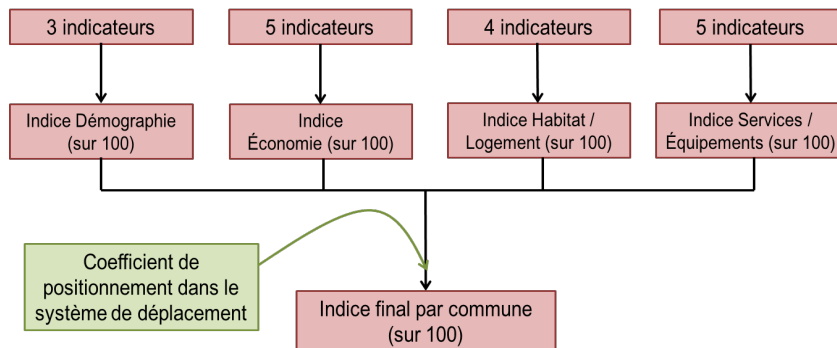 3 indicateurs
5 indicateurs
4 indicateurs
5 indicateurs
Indice Démographie
(sur 100)
Indice
Économie (sur 100)
Indice Habitat /
Logement (sur 100)
Indice Services /
Équipements (sur 100)
Coefficient de
positionnement dans le
système de déplacement
Indice final par commune
(sur 100)